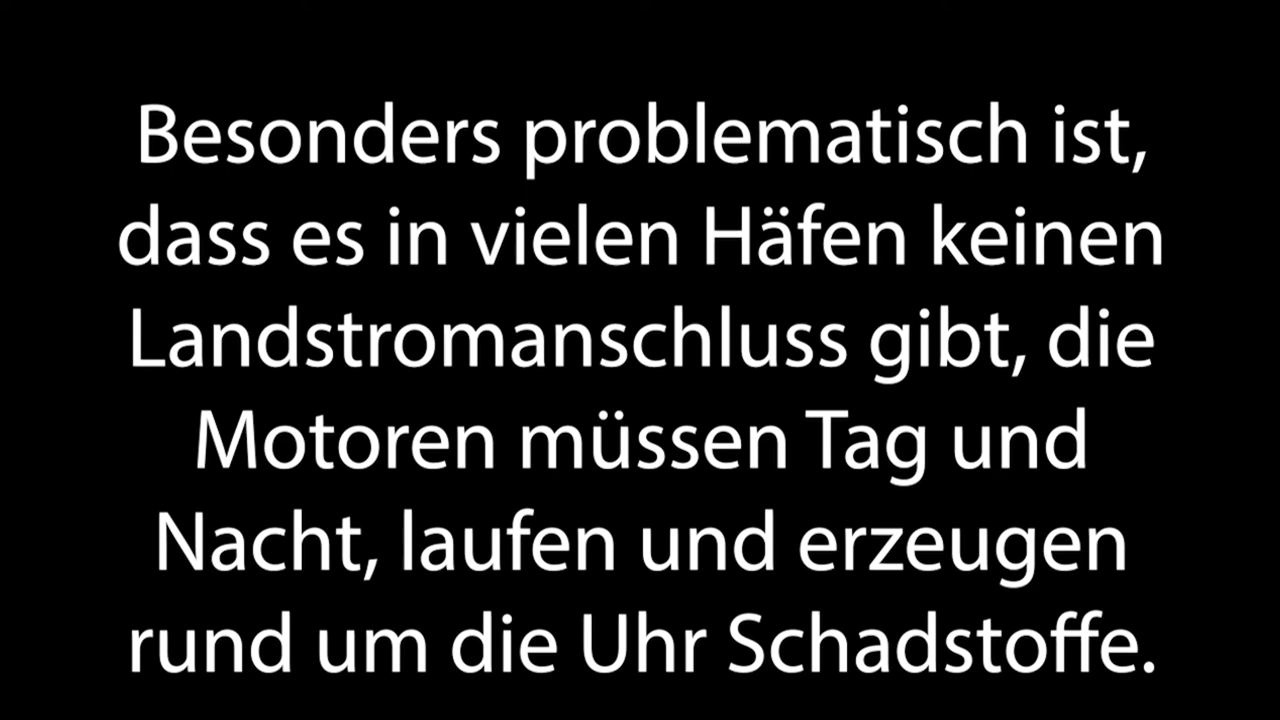 Besonders problematisch ist,
dass es in vielen Häfen keinen
Landstromanschluss gibt, die
Motoren müssen Tag und
Nacht, laufen und erzeugen
rund um die Uhr Schadstoffe.